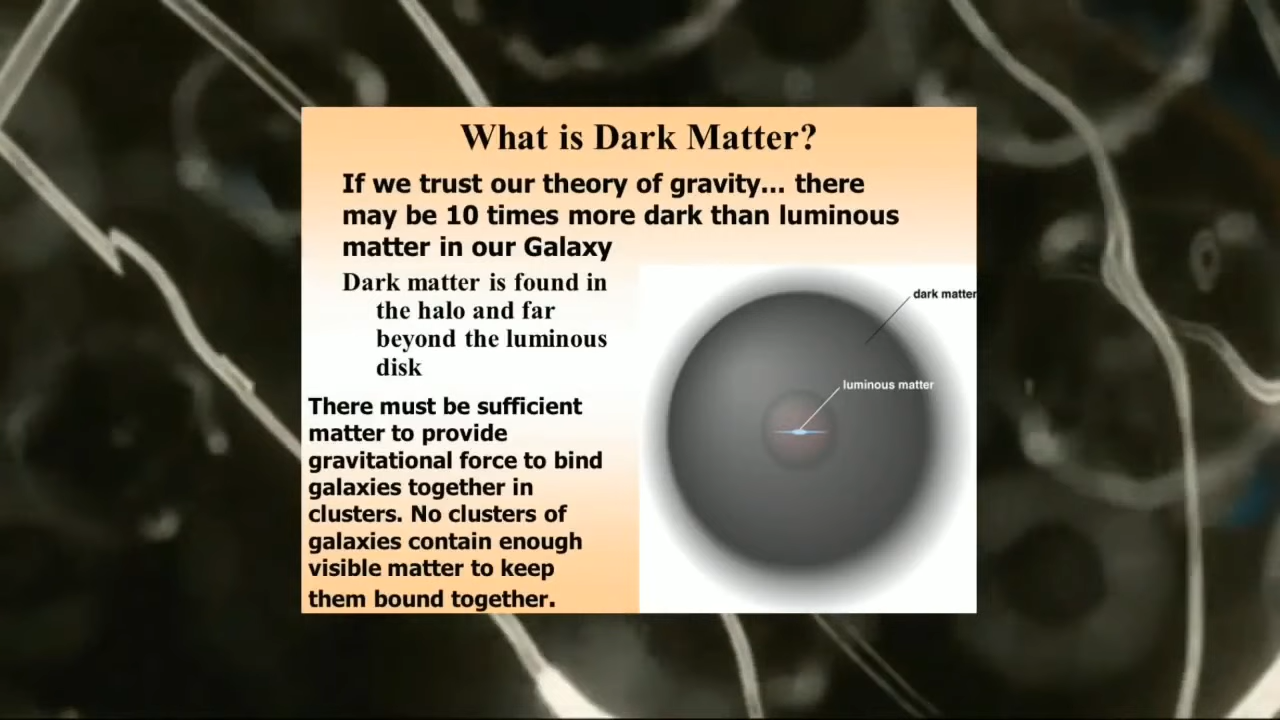 What is Dark Matter?
If we trust our theory of gravity... there
may be 10 times more dark than luminous
matter in our Galaxy
Dark matter is found in
the halo and far
beyond the luminous
disk
dark matter
luminous matter
There must be sufficient
matter to provide
gravitational force to bind
galaxies together in
clusters. No clusters of
galaxies contain enough
visible matter to keep
them bound together.